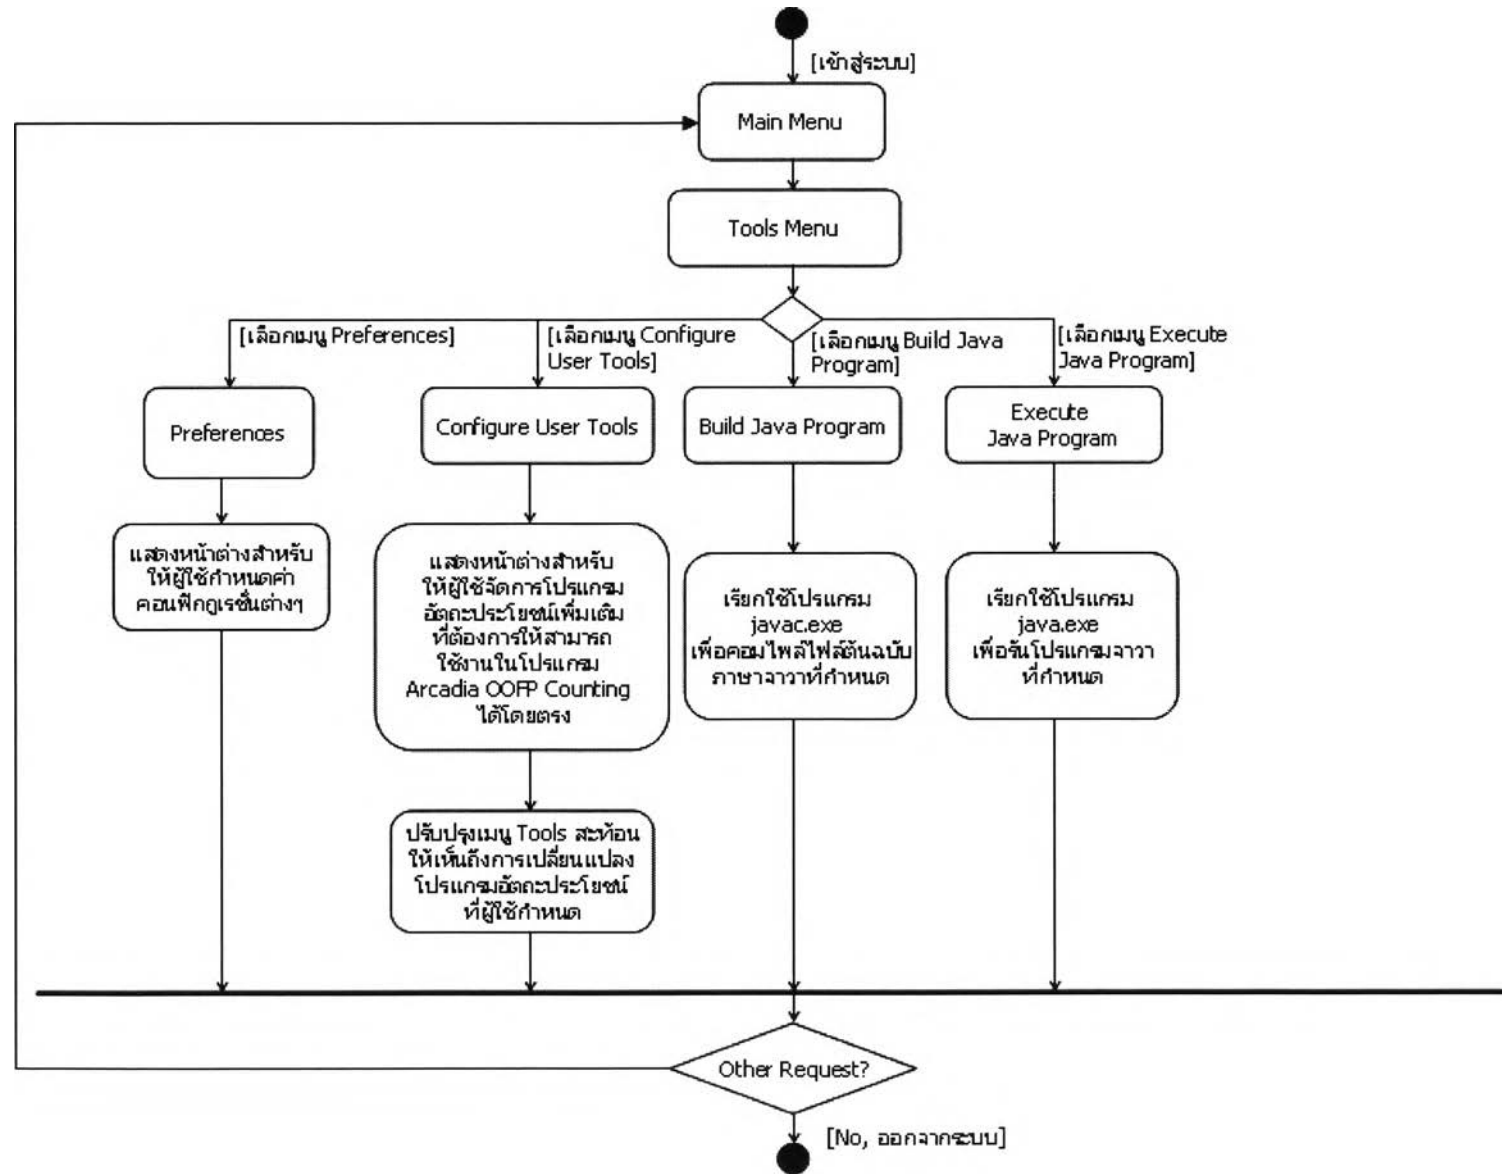 [เข้าสู่ระบบ]
Main Menu
Tools Menu
[เลือกเมนู Preferences]
[เลือกเมนู Configure
User Tools]
[เลือกเมนู Build Java
Program]
[เลือกเมนู Execute
Java Program]
Preferences
Configure User Tools
Build Java Program
Execute
Java Program
แสดงหน้าต่างสำหรับ
ให้ผู้ใช้กำหนดค่า
คอนฟิกกูเรชั่นต่างๆ
แสดงหน้าต่างสำหรับ
ให้ผู้ใช้จัดการโปรแกรม
อัตถะประโยชน์เพิ่มเติม
ที่ต้องการให้สามารถ
ใช้งานในโปรแกรม
Arcadia OOFP Counting
ได้โดยตรง
เรียกใช้โปรแกรม
javac.exe
เพื่อคอมไพล์ไฟล์ต้นฉบับ
ภาษาจาวาที่กำหนด
เรียกใช้โปรแกรม
java.exe
เพื่อรันโปรแกรมจาวา
ที่กำหนด
ปรับปรุงเมนู Tools สะท้อน
ให้เห็นถึงการเปลี่ยนแปลง
โปรแกรมอัตถะประโยชน์
ที่ผู้ใช้กำหนด
Other Request?
[No, ออกจากระบบ]